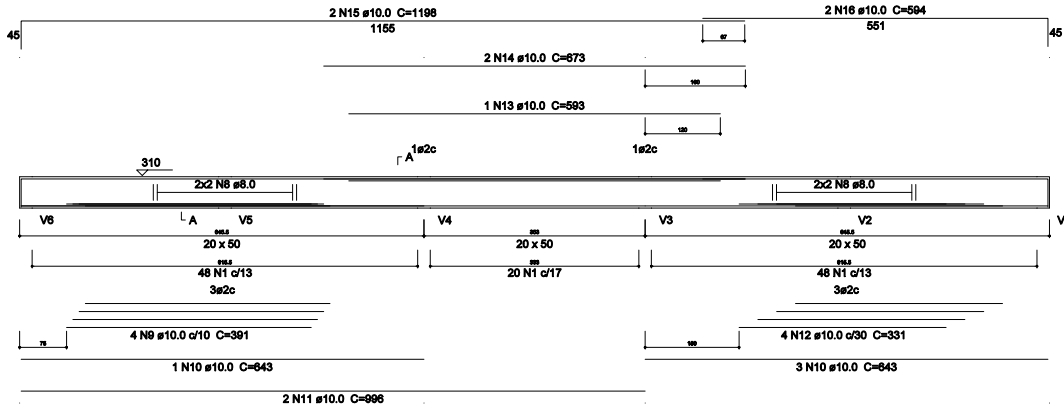 2 N15 ø10.0 C=1198
2 N16 ø10.0 C=594
45
1155
551
45
67
2 N14 ø10.0 C=673
160
1 N13 ø10.0 C=593
120
A
1ø2c
1ø2c
310
2x2 N8 ø8.0
2x2 N8 ø8.0
V6
A
V5
V4
V3
V2
V
20 x 50
20 x 50
20 x 50
48 N1 c/13
20 N1 c/17
48 N1 c/13
3ø2c
3ø2c
4 N9 ø10.0 c/10 C=391
4 N12 ø10.0 c/30 C=331
75
1 N10 ø10.0 C=643
3 N10 ø10.0 C=643
2 N11 ø10.0 C=996